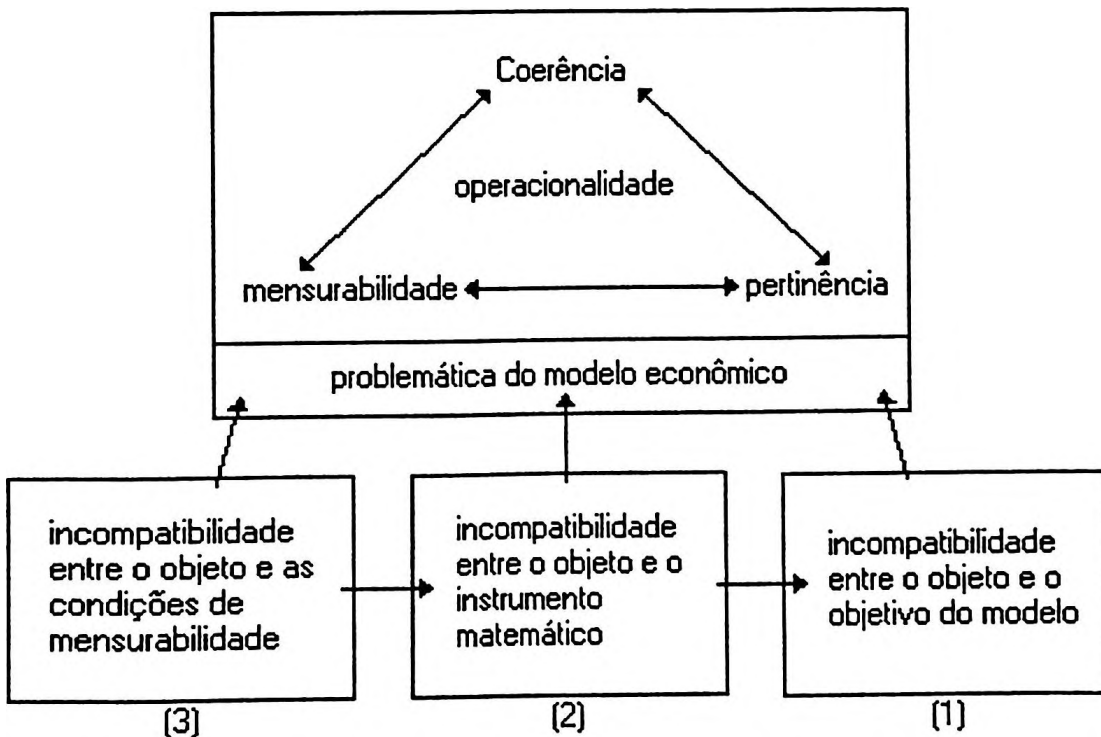 Coerência
operacionalidade
mensurabilidade
pertinência
problemática do modelo econômico
incompatibilidade
entre o objeto e as
condições de
mensurabilidade
(3)
incompatibilidade
entre o objeto e o
instrumento
matemático
(2)
incompatibilidade
entre o objeto e o
objetivo do modelo
(1)